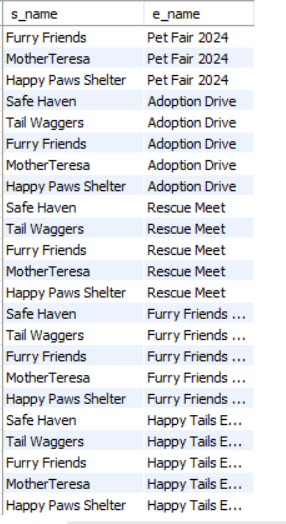 s_name e_name
Furry Friends Pet Fair 2024
MotherTeresa Pet Fair 2024
Happy Paws Shelter Pet Fair 2024
Safe Haven Adoption Drive
Tail Waggers Adoption Drive
Furry Friends Adoption Drive
MotherTeresa Adoption Drive
Happy Paws Shelter Adoption Drive
Safe Haven Rescue Meet
Tail Waggers Rescue Meet
Furry Friends Rescue Meet
MotherTeresa Rescue Meet
Happy Paws Shelter Rescue Meet
Safe Haven Furry Friends ...
Tail Waggers Furry Friends ...
Furry Friends Furry Friends ...
MotherTeresa Furry Friends ...
Happy Paws Shelter Furry Friends ...
Safe Haven Happy Tails E...
Tail Waggers Happy Tails E...
Furry Friends Happy Tails E...
MotherTeresa Happy Tails E...
Happy Paws Shelter Happy Tails E...